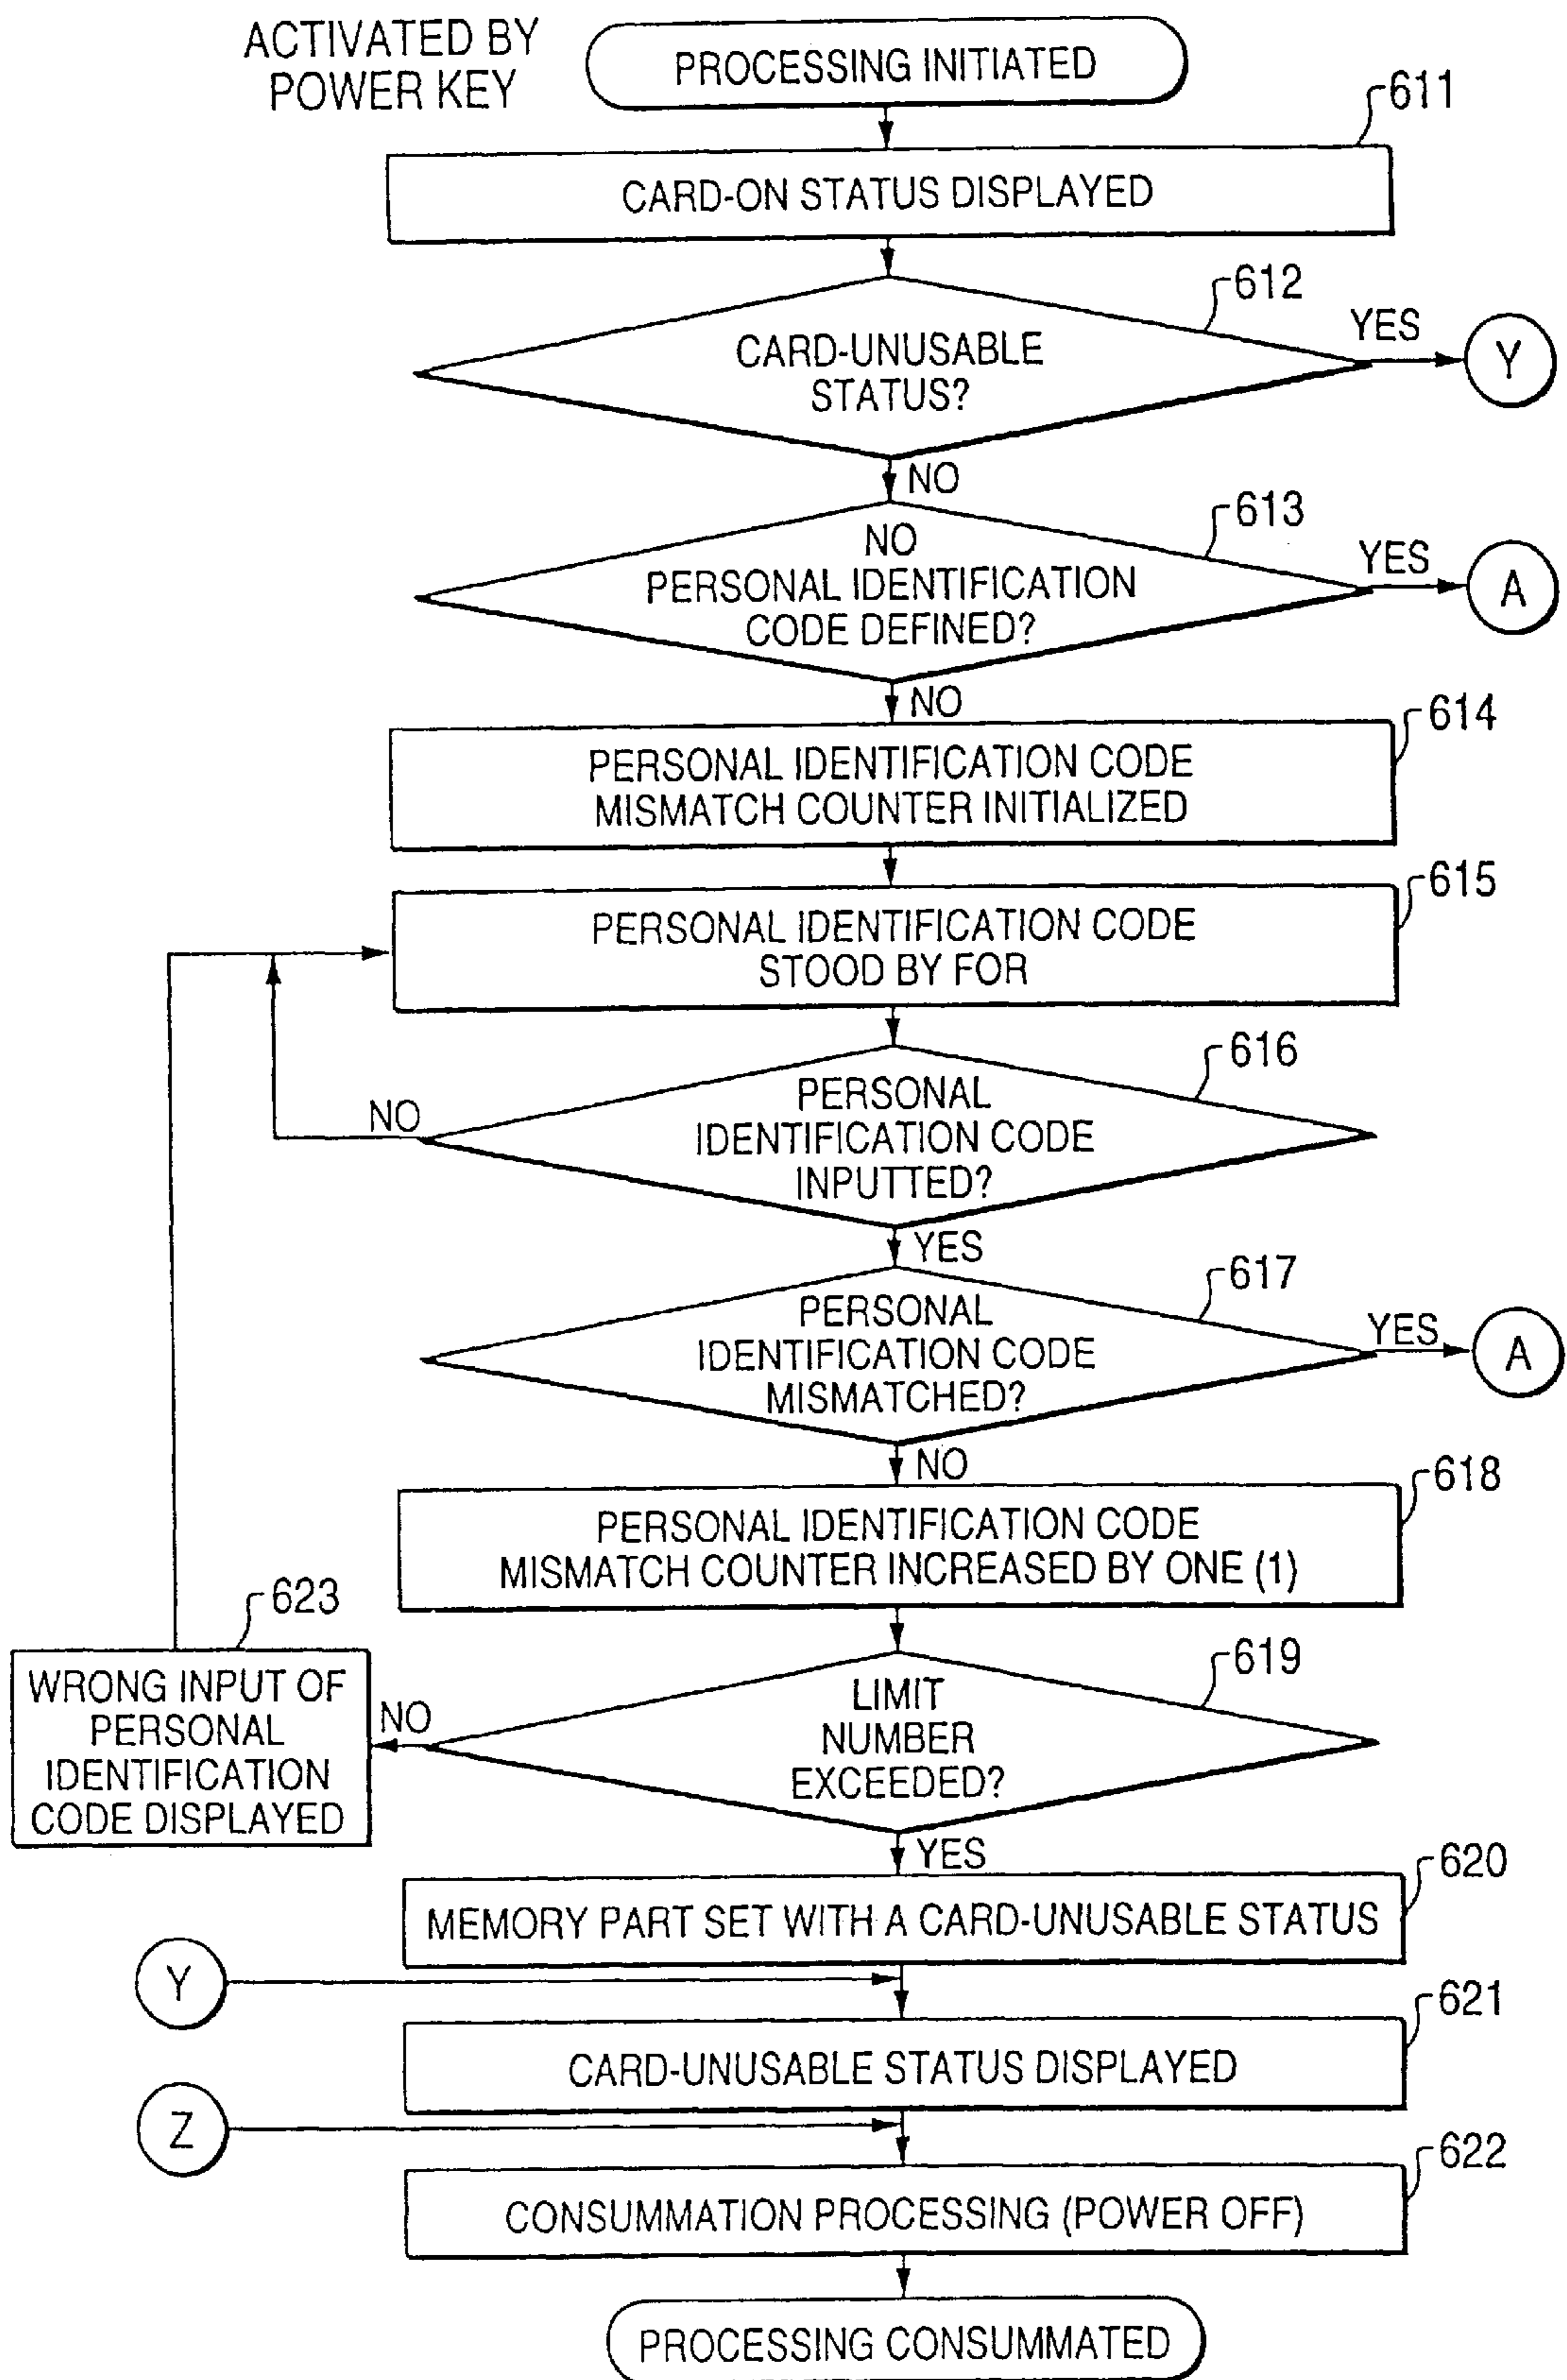 ACTIVATED BY
POWER KEY
PROCESSING INITIATED
611
CARD-ON STATUS DISPLAYED
612
CARD-UNUSABLE
STATUS?
YES
Y
NO
613
NO
PERSONAL IDENTIFICATION
CODE DEFINED?
YES
A
NO
614
PERSONAL IDENTIFICATION CODE
MISMATCH COUNTER INITIALIZED
615
PERSONAL IDENTIFICATION CODE
STOOD BY FOR
616
PERSONAL
IDENTIFICATION CODE
INPUTTED?
NO
YES
617
PERSONAL
IDENTIFICATION CODE
MISMATCHED?
YES
A
NO
618
PERSONAL IDENTIFICATION CODE
MISMATCH COUNTER INCREASED BY ONE (1)
619
LIMIT
NUMBER
EXCEEDED?
NO
623
WRONG INPUT OF
PERSONAL
IDENTIFICATION
CODE DISPLAYED
YES
620
MEMORY PART SET WITH A CARD-UNUSABLE STATUS
Y
621
CARD-UNUSABLE STATUS DISPLAYED
Z
622
CONSUMMATION PROCESSING (POWER OFF)
PROCESSING CONSUMMATED